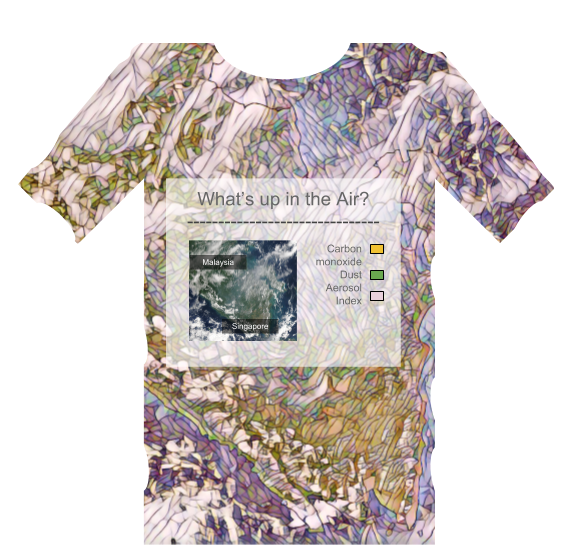 What's up in the Air?
---------------------------------
Malaysia
Singapore
Carbon
monoxide
Dust
Aerosol
Index